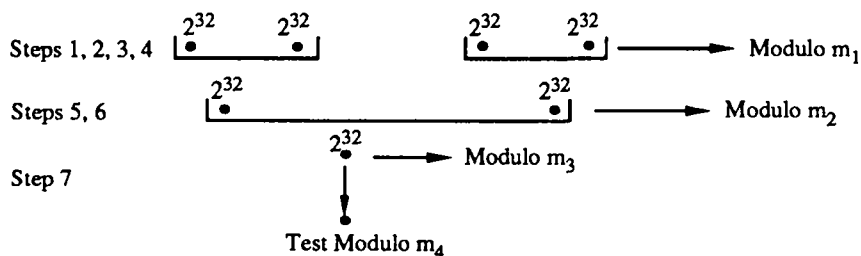 2^32 2^32 2^32 2^32
Steps 1, 2, 3, 4 Modulo m_1
2^32 2^32
Steps 5, 6 Modulo m_2
2^32 Modulo m_3
Step 7
Test Modulo m_4